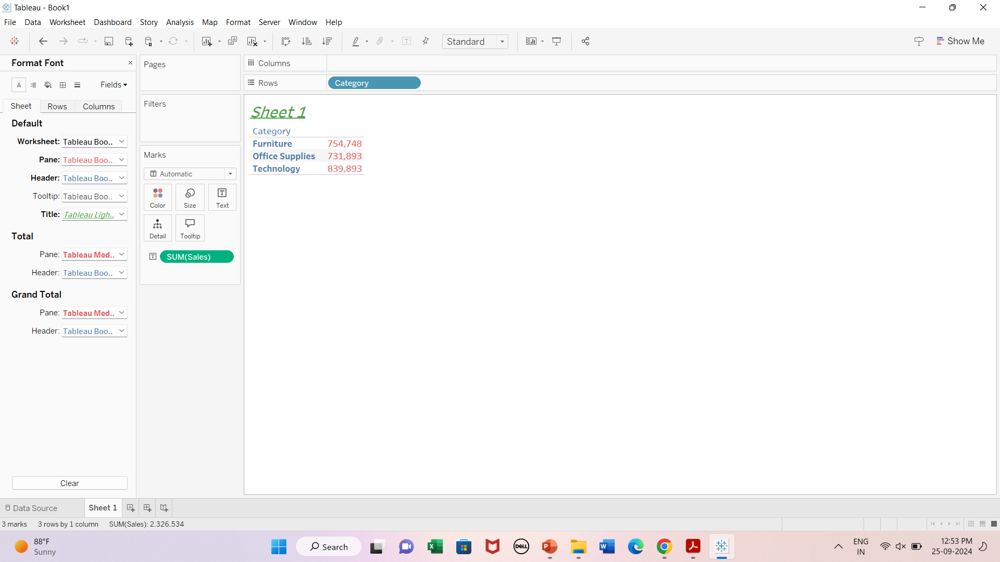 Tableau - Book1
File Data Worksheet Dashboard Story Analysis Map Format Server Window Help
Standard
Show Me
Format Font
A
Fields
Sheet Rows Columns
Default
Worksheet: Tableau Boo..
Pane: Tableau Boo..
Header: Tableau Boo..
Tooltip: Tableau Boo..
Title: Tableau Ligh..
Total
Pane: Tableau Med..
Header: Tableau Boo..
Grand Total
Pane: Tableau Med..
Header: Tableau Boo..
Clear
Pages
Filters
Marks
T Automatic
Color Size Text
Detail Tooltip
T SUM(Sales)
Columns
Rows Category
Sheet 1
Category
Furniture 754,748
Office Supplies 731,893
Technology 839,893
Data Source Sheet 1
3 marks 3 rows by 1 column SUM(Sales): 2,326,534
88°F
Sunny
Search
DELL
ENG
IN
12:53 PM
25-09-2024